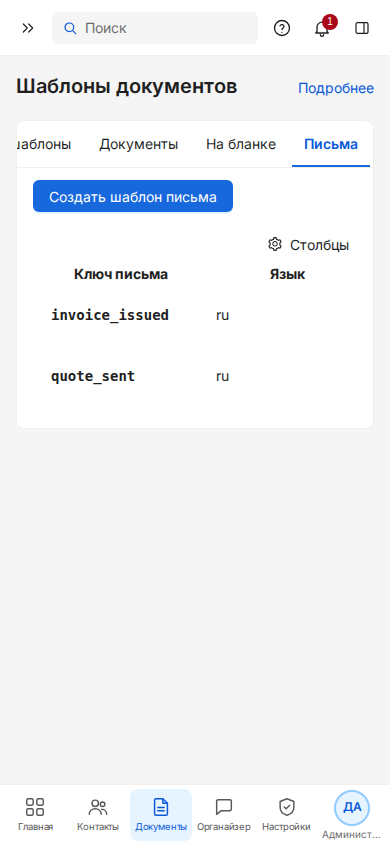 Поиск
1
Шаблоны документов
Подробнее
Документы
На бланке
Письма
Создать шаблон письма
Столбцы
Ключ письма
Язык
invoice_issued
ru
quote_sent
ru
ДА
Главная
Контакты
Документы
Органайзер
Настройки
Админист...